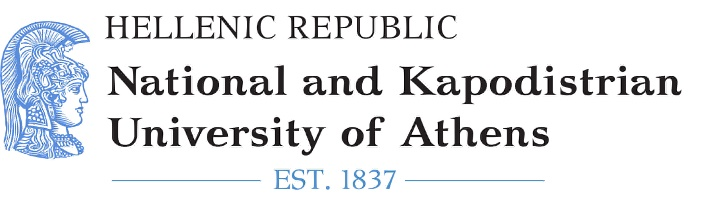 HELLENIC REPUBLIC
National and Kapodistrian
University of Athens
EST. 1837